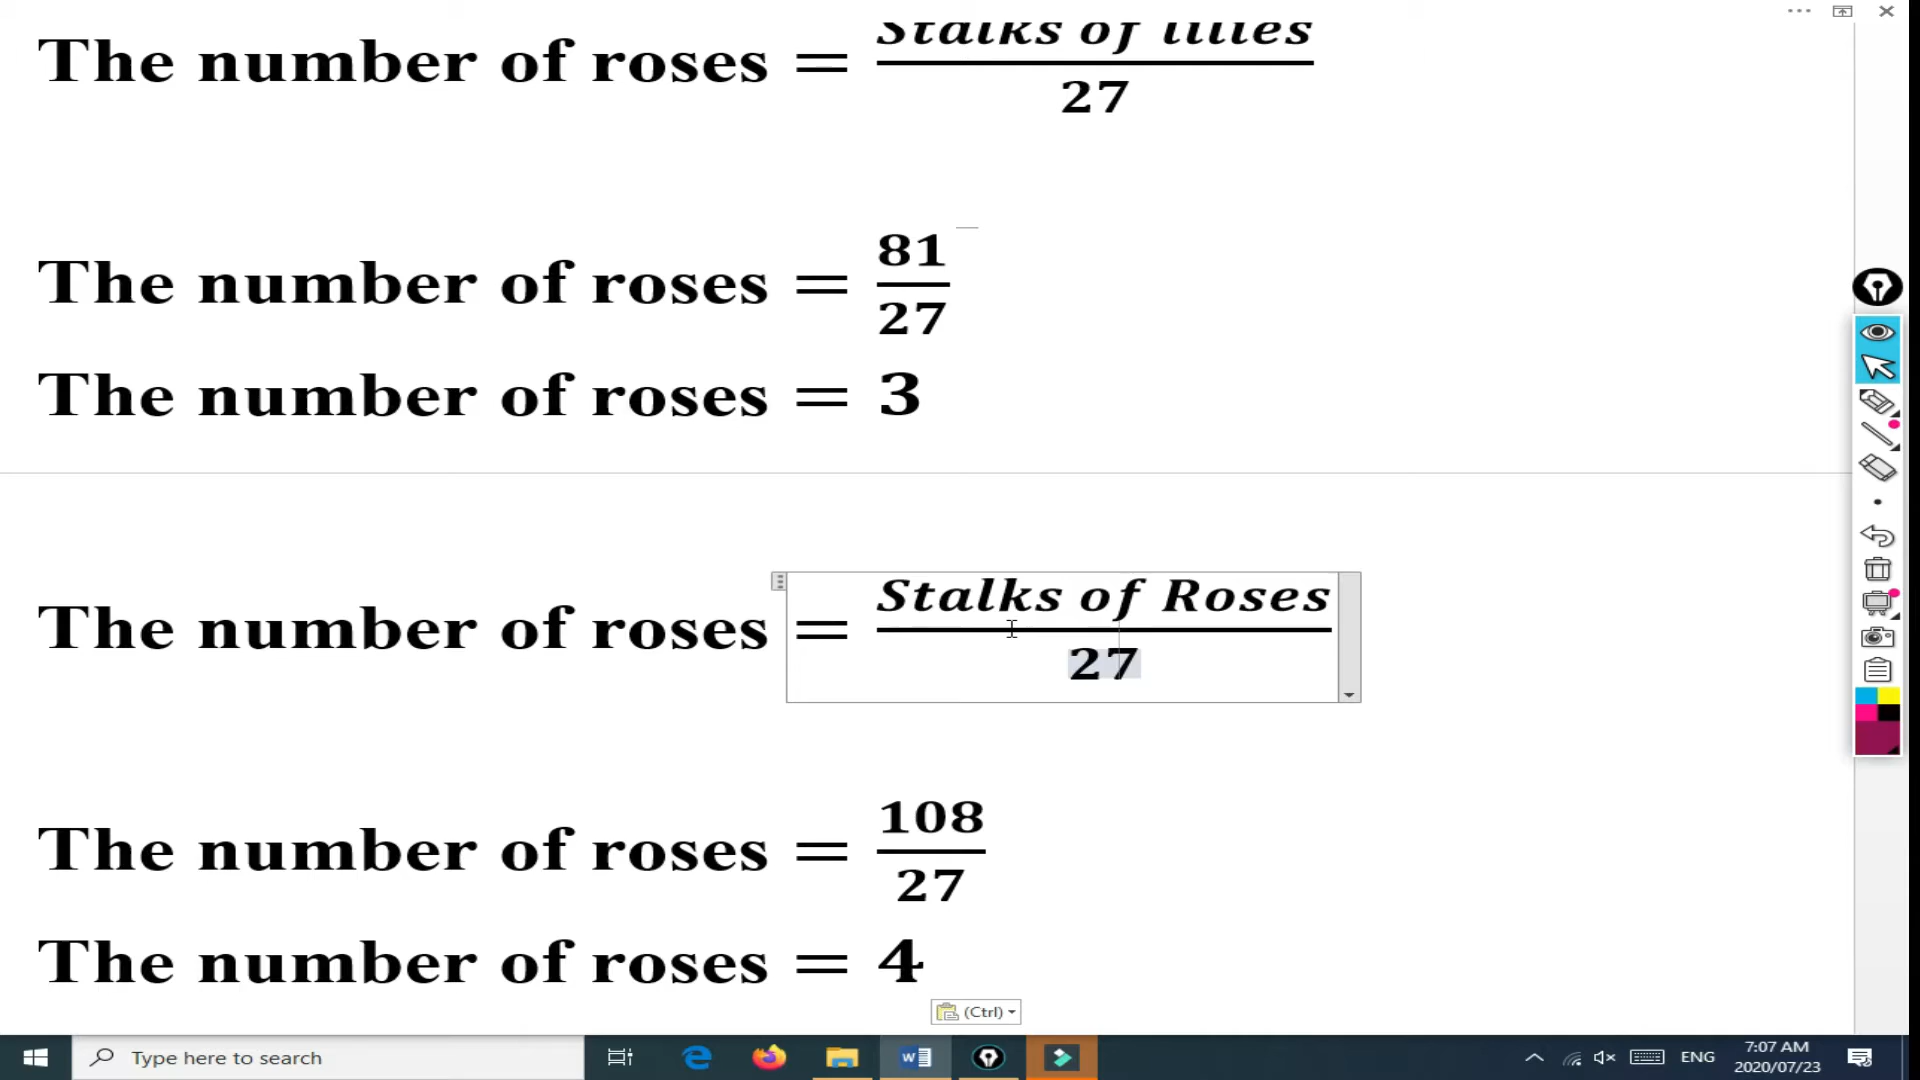 The number of roses = Stalks of lilies / 27
The number of roses = 81 / 27
The number of roses = 3
The number of roses = Stalks of Roses / 27
The number of roses = 108 / 27
The number of roses = 4
(Ctrl)
Type here to search
ENG
7:07 AM
2020/07/23